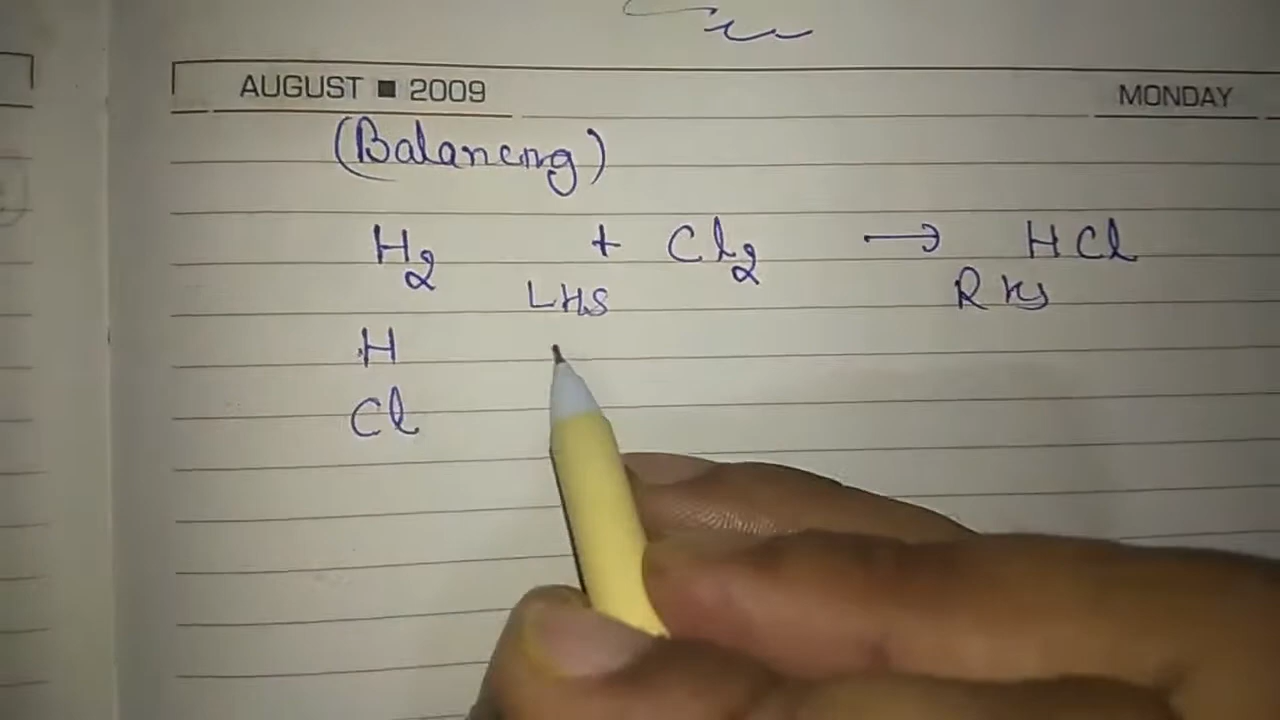 AUGUST ■ 2009 MONDAY
(Balancing)
H₂ + Cl₂ → HCl
LHS RHS
H
Cl